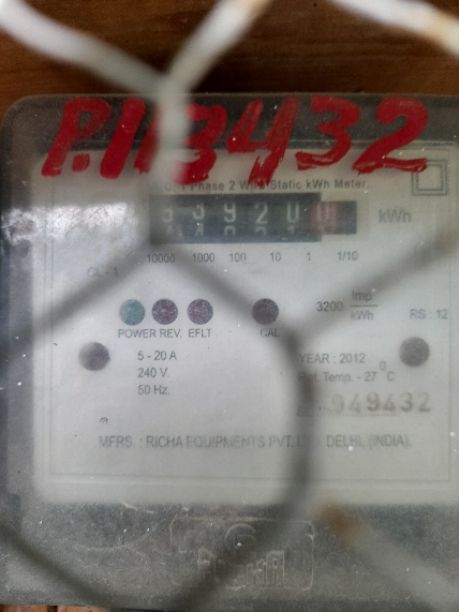 P.113432
Phase 2 Wire Static kWh Meter.
39200 kWh
CL - 1 10000 1000 100 10 1 1/10
3200 Imp/kWh RS : 12
POWER REV. EFLT CAL
5 - 20 A YEAR : 2012
240 V. Ref. Temp. - 27°C
50 Hz.
949432
MFRS. : RICHA EQUIPMENTS PVT. LTD. DELHI, (INDIA).